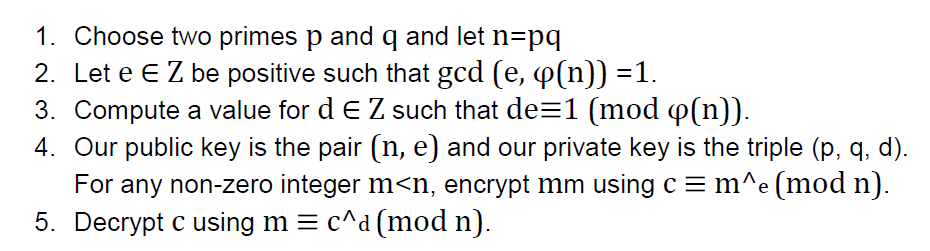 1. Choose two primes p and q and let n=pq
2. Let e ∈ Z be positive such that gcd (e, φ(n)) =1.
3. Compute a value for d ∈ Z such that de≡1 (mod φ(n)).
4. Our public key is the pair (n, e) and our private key is the triple (p, q, d).
For any non-zero integer m<n, encrypt mm using c ≡ m^e (mod n).
5. Decrypt c using m ≡ c^d (mod n).